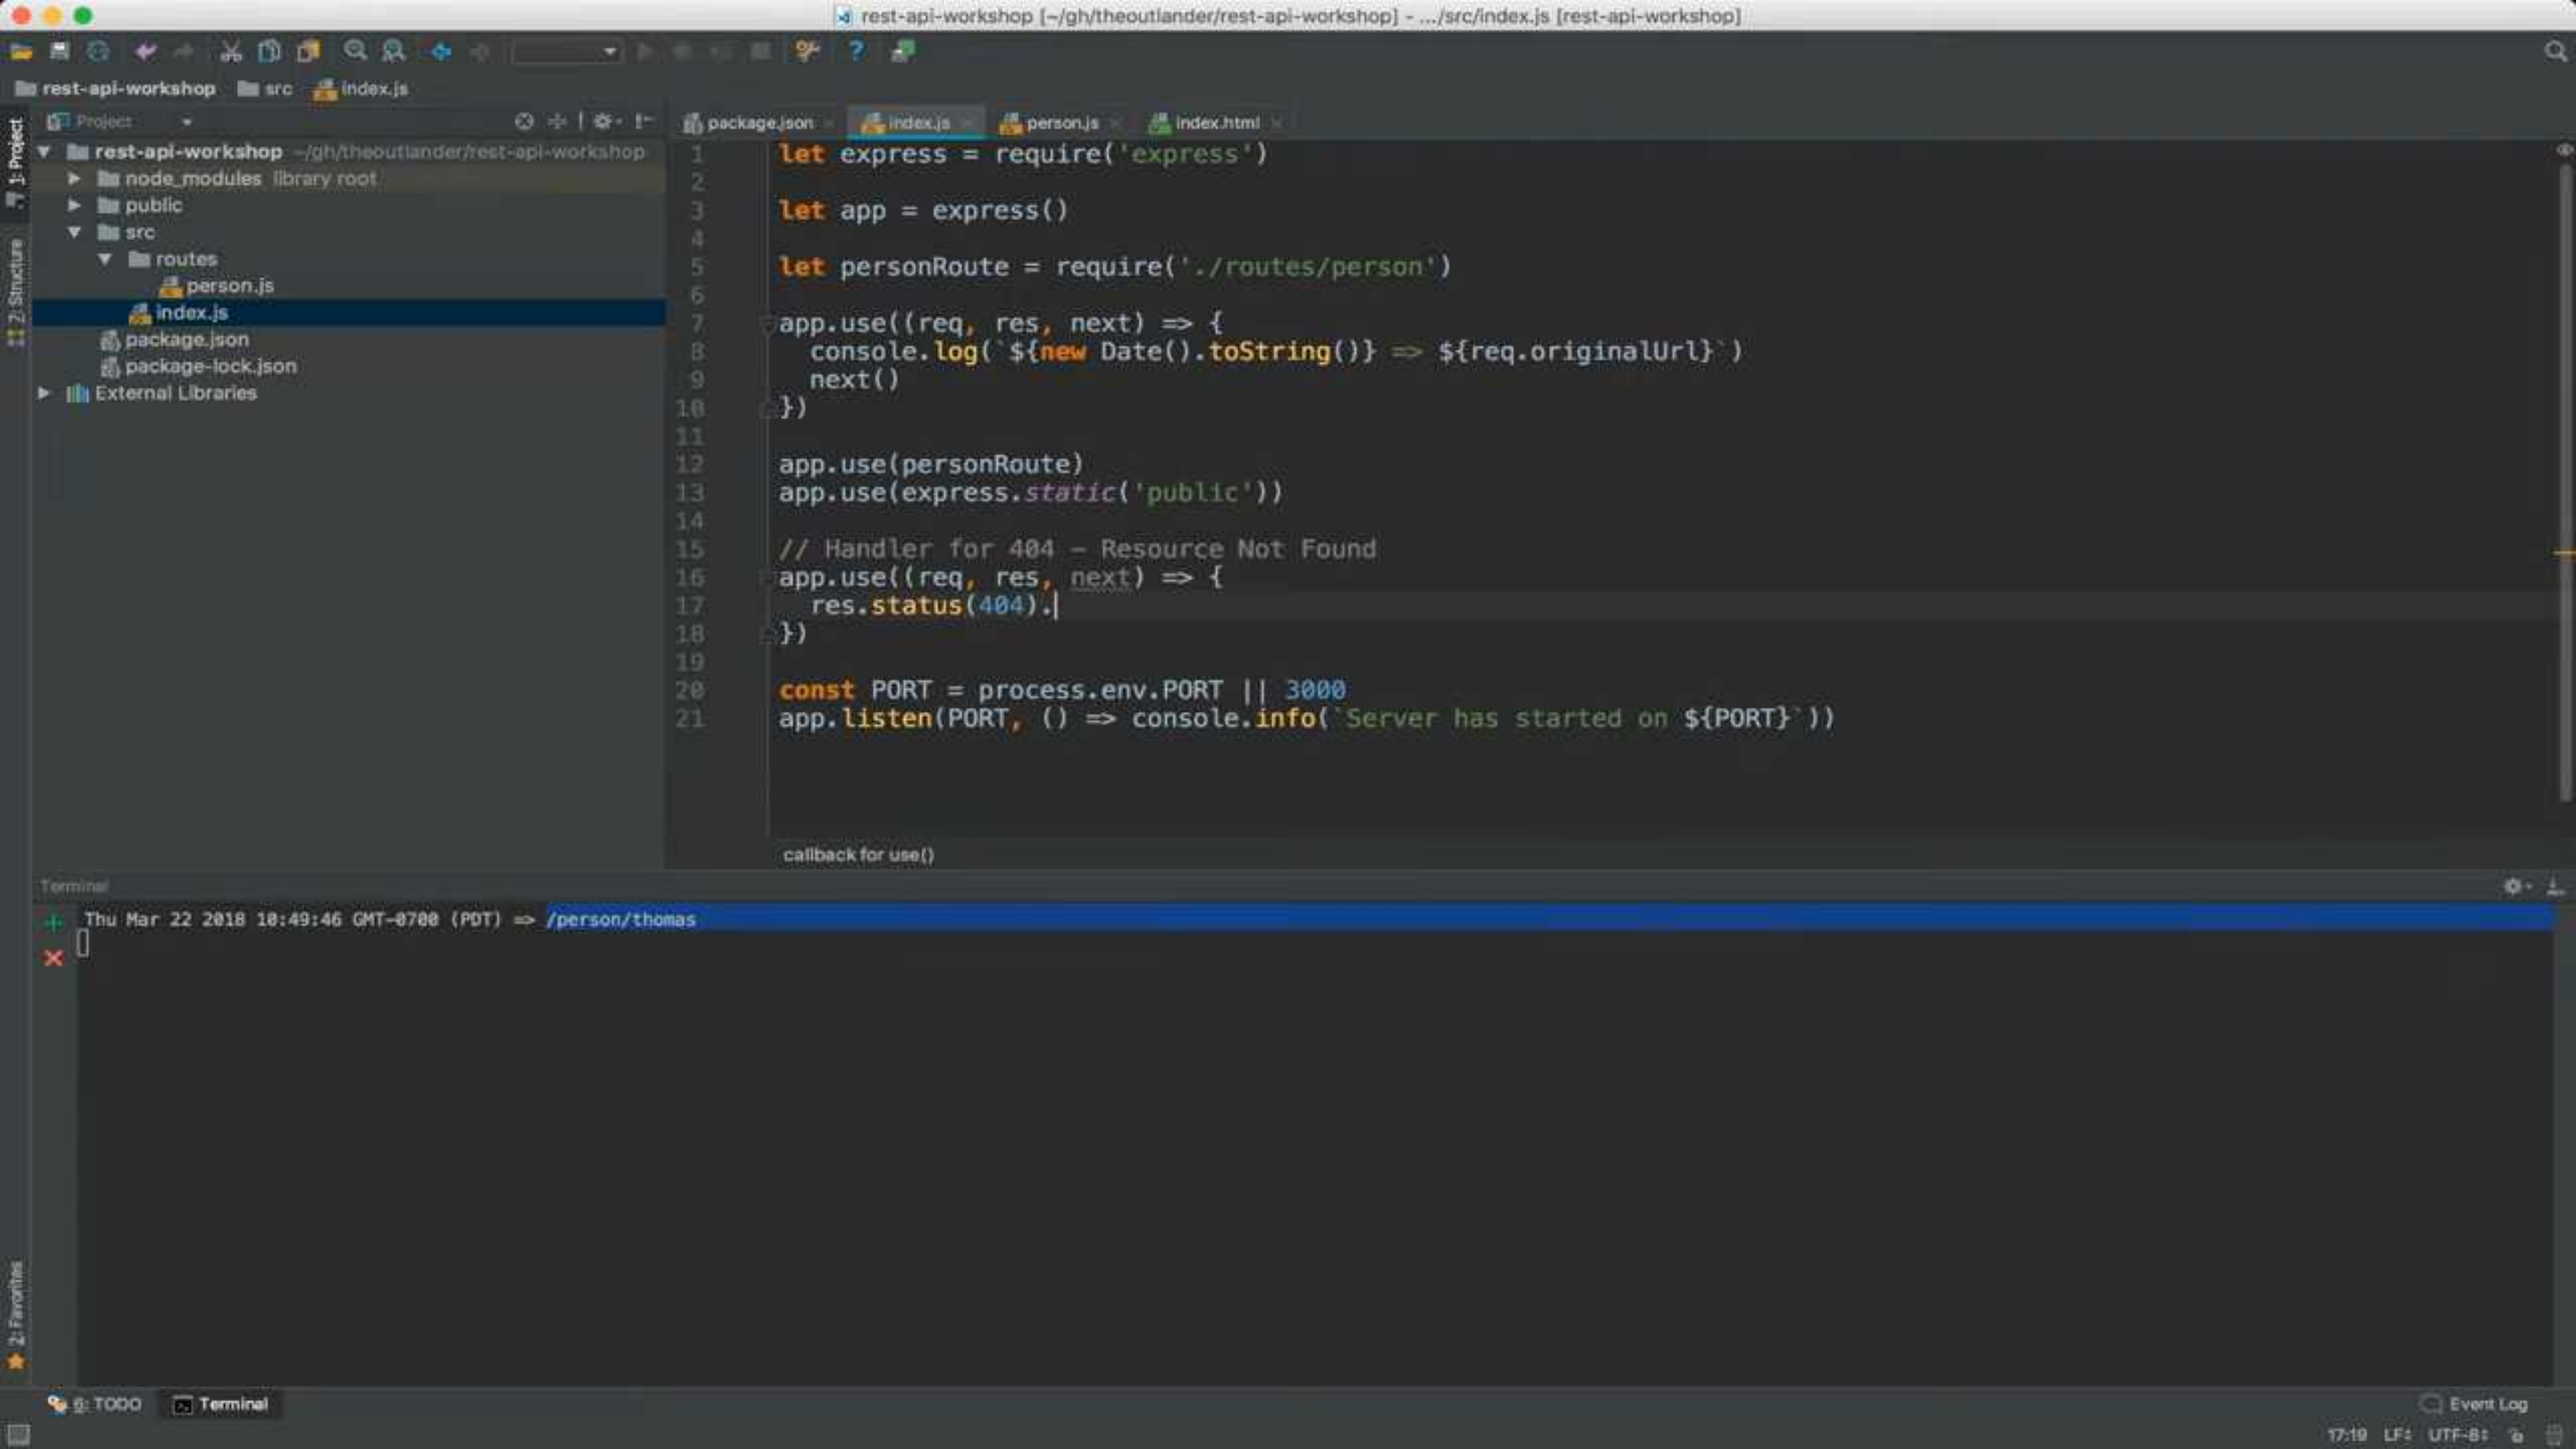 rest-api-workshop [~/gh/theoutlander/rest-api-workshop] - .../src/index.js [rest-api-workshop]
rest-api-workshop src index.js
1: Project
2: Structure
2: Favorites
Project
rest-api-workshop ~/gh/theoutlander/rest-api-workshop
node_modules library root
public
src
routes
person.js
index.js
package.json
package-lock.json
External Libraries
package.json index.js person.js index.html
1 let express = require('express')
2
3 let app = express()
4
5 let personRoute = require('./routes/person')
6
7 app.use((req, res, next) => {
8 console.log(`${new Date().toString()} => ${req.originalUrl}`)
9 next()
10 })
11
12 app.use(personRoute)
13 app.use(express.static('public'))
14
15 // Handler for 404 – Resource Not Found
16 app.use((req, res, next) => {
17 res.status(404).
18 })
19
20 const PORT = process.env.PORT || 3000
21 app.listen(PORT, () => console.info(`Server has started on ${PORT}`))
callback for use()
Terminal
Thu Mar 22 2018 10:49:46 GMT-0700 (PDT) => /person/thomas
6: TODO Terminal
Event Log
17:19 LF UTF-8